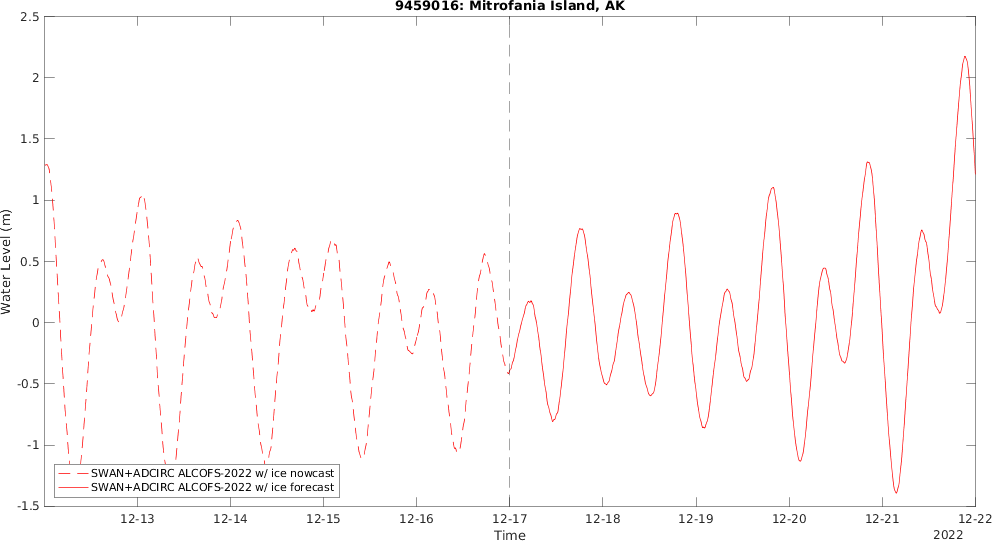 9459016: Mitrofania Island, AK
2.5
2
1.5
1
0.5
0
-0.5
-1
-1.5
Water Level (m)
SWAN+ADCIRC ALCOFS-2022 w/ ice nowcast
SWAN+ADCIRC ALCOFS-2022 w/ ice forecast
12-13 12-14 12-15 12-16 12-17 12-18 12-19 12-20 12-21 12-22
Time
2022